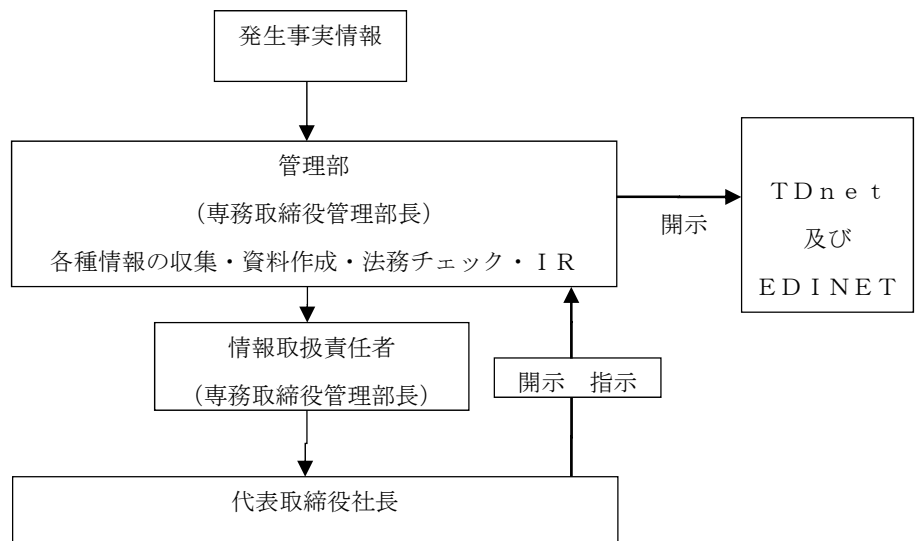 発生事実情報
管理部
（専務取締役管理部長）
各種情報の収集・資料作成・法務チェック・ＩＲ
開示
ＴＤｎｅｔ
及び
ＥＤＩＮＥＴ
情報取扱責任者
（専務取締役管理部長）
開示　指示
代表取締役社長